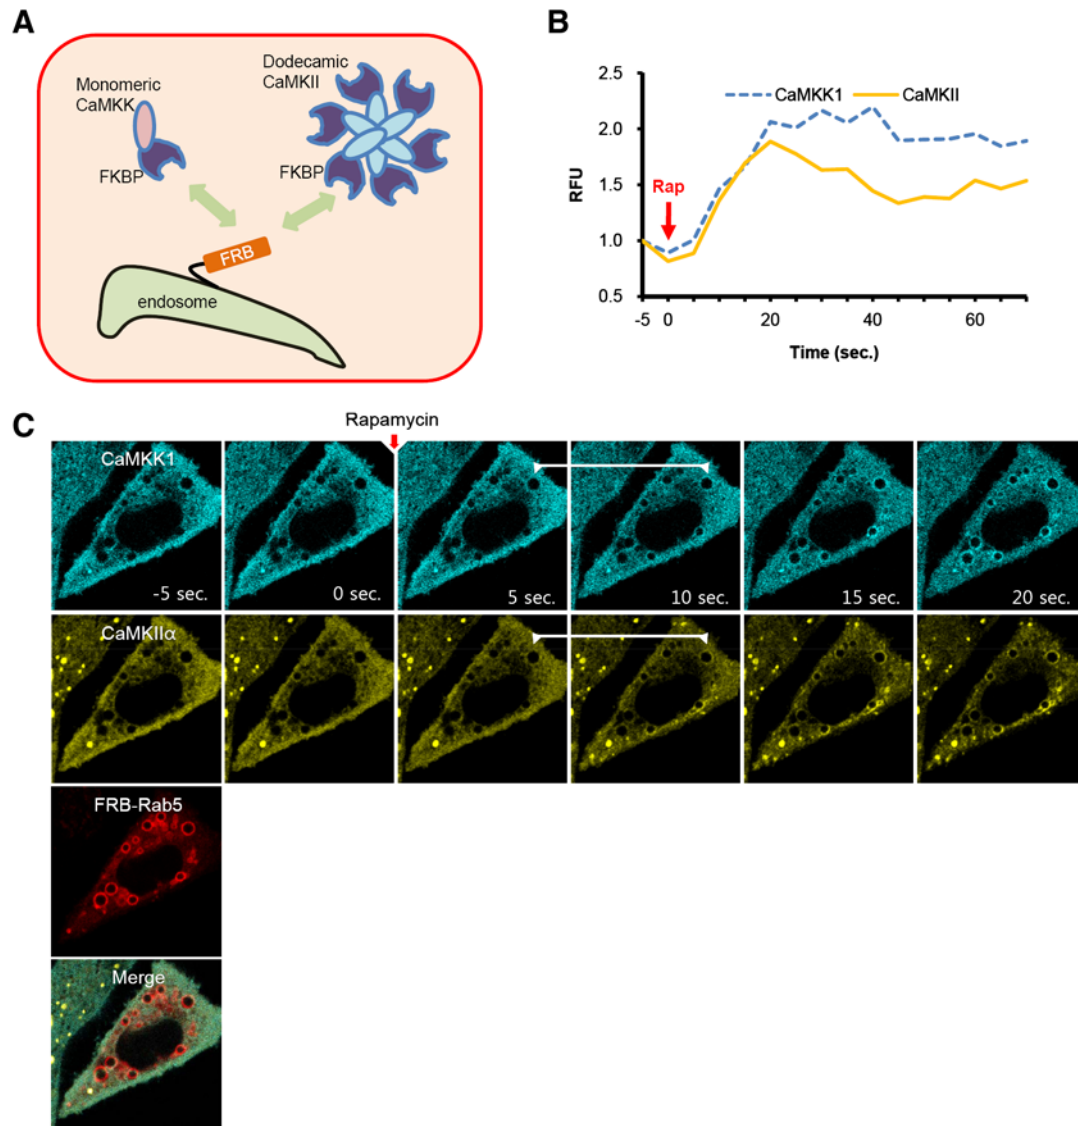 A
Monomeric
CaMKK
FKBP
Dodecamic
CaMKII
FKBP
FRB
endosome
B
2.5
2.0
1.5
1.0
0.5
RFU
CaMKK1
CaMKII
Rap
-5
0
20
40
60
Time (sec.)
C
Rapamycin
CaMKK1
-5 sec.
0 sec.
5 sec.
10 sec.
15 sec.
20 sec.
CaMKIIα
FRB-Rab5
Merge